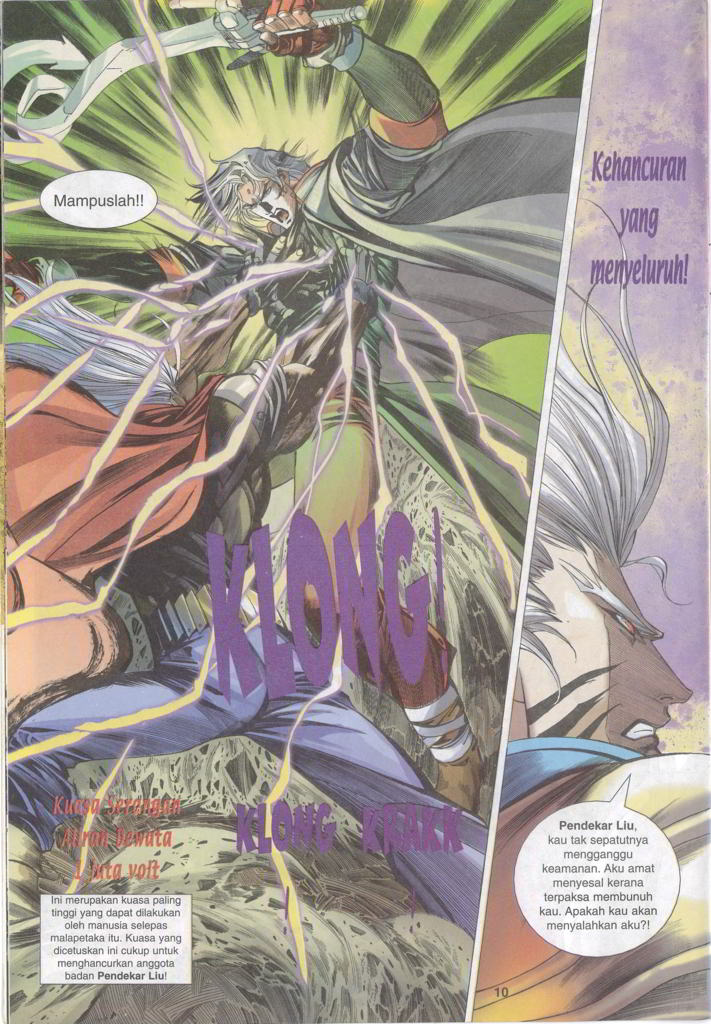 Mampuslah!!
KLONG!
Kuasa Serangan
Aliran Dewata
1 juta volt
KLONG KRAKK
! !
Ini merupakan kuasa paling
tinggi yang dapat dilakukan
oleh manusia selepas
malapetaka itu. Kuasa yang
dicetuskan ini cukup untuk
menghancurkan anggota
badan Pendekar Liu!
Kehancuran
yang
menyeluruh!
Pendekar Liu,
kau tak sepatutnya
mengganggu
keamanan. Aku amat
menyesal kerana
terpaksa membunuh
kau. Apakah kau akan
menyalahkan aku?!
10